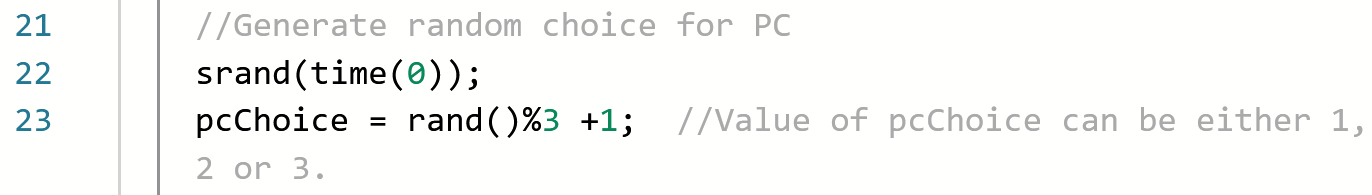 21 //Generate random choice for PC
22 srand(time(0));
23 pcChoice = rand()%3 +1;  //Value of pcChoice can be either 1,
2 or 3.